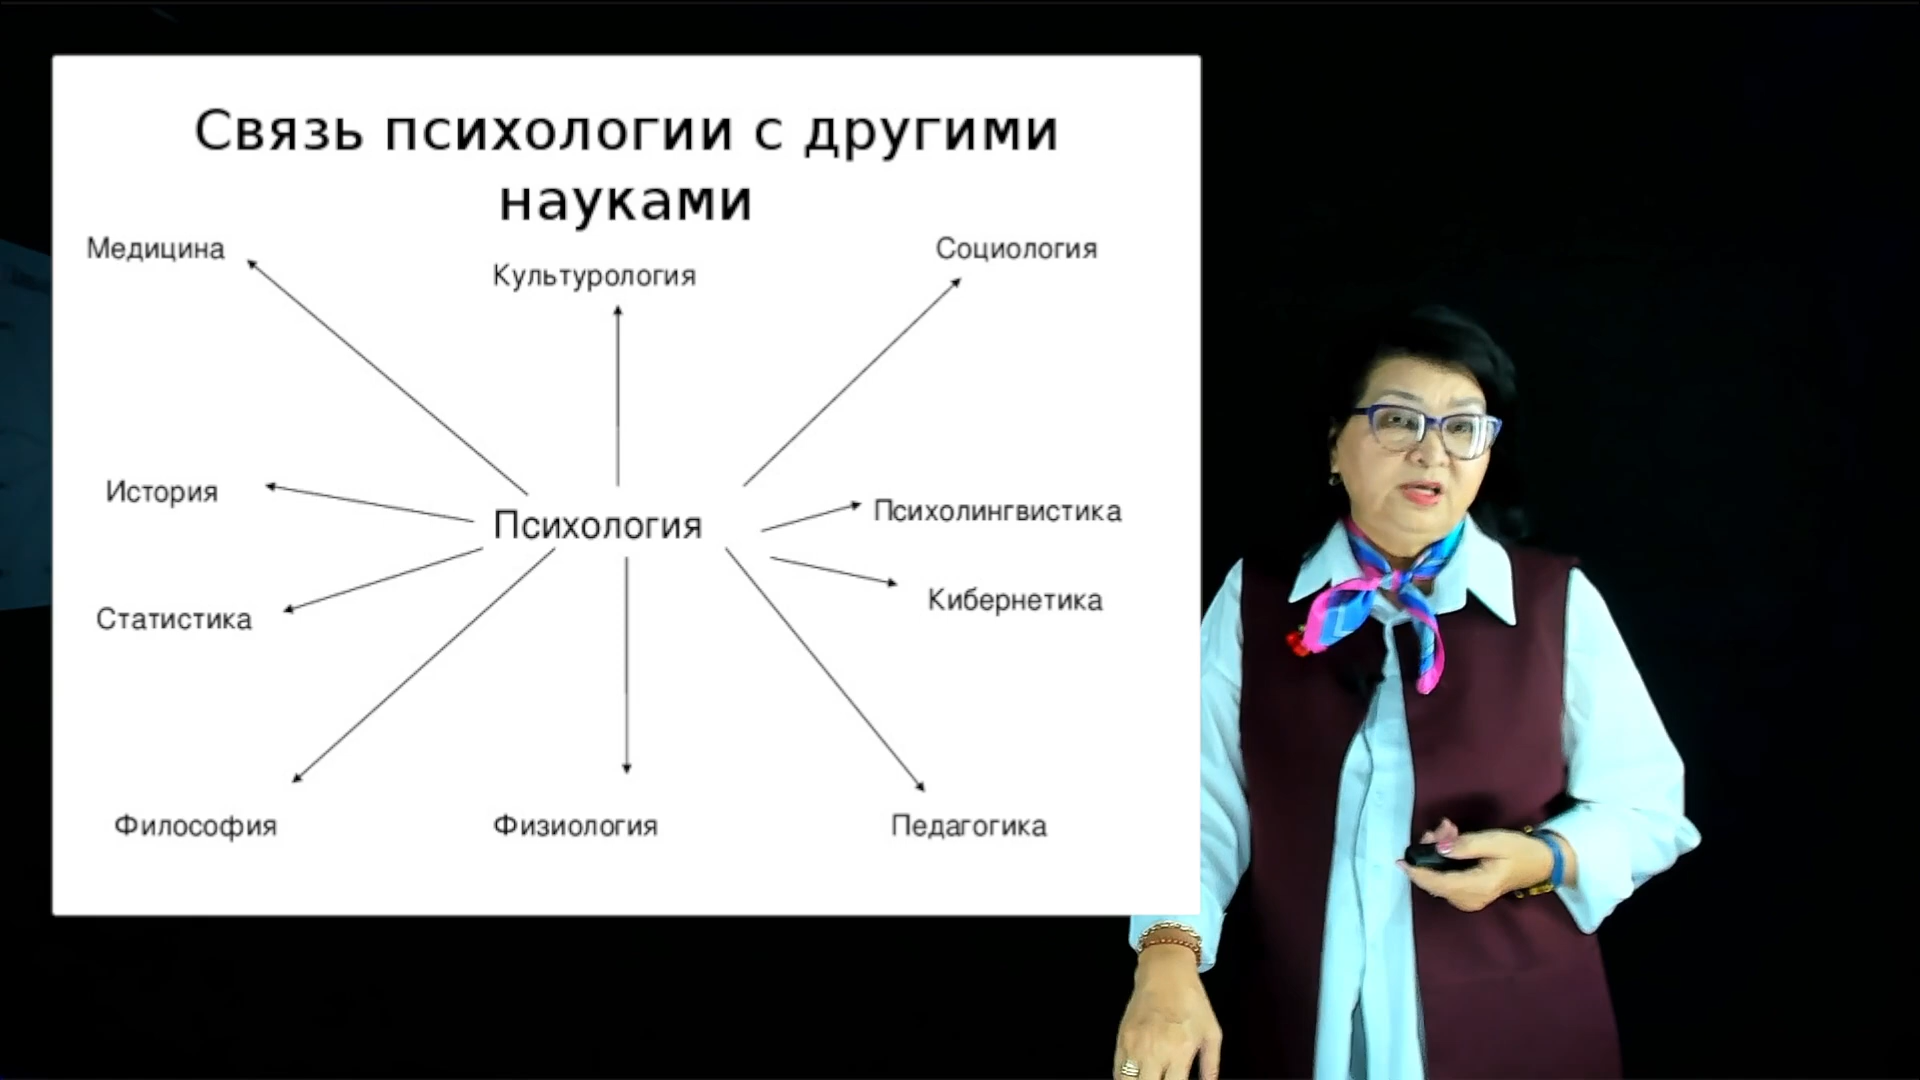 Связь психологии с другими
науками
Медицина
Культурология
Социология
История
Психология
Психолингвистика
Статистика
Кибернетика
Философия
Физиология
Педагогика